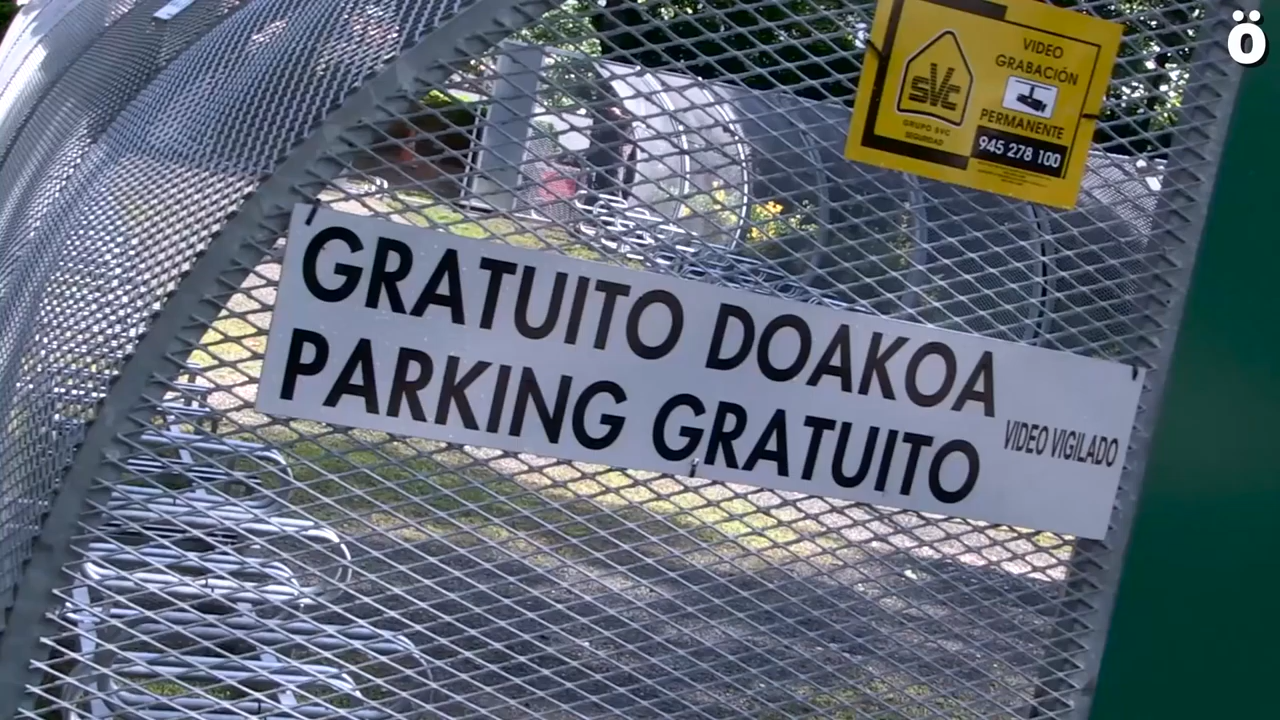 ö
VIDEO
GRABACIÓN
SVC
GRUPO SVC
SEGURIDAD
PERMANENTE
945 278 100
GRATUITO DOAKOA
PARKING GRATUITO
VIDEO VIGILADO